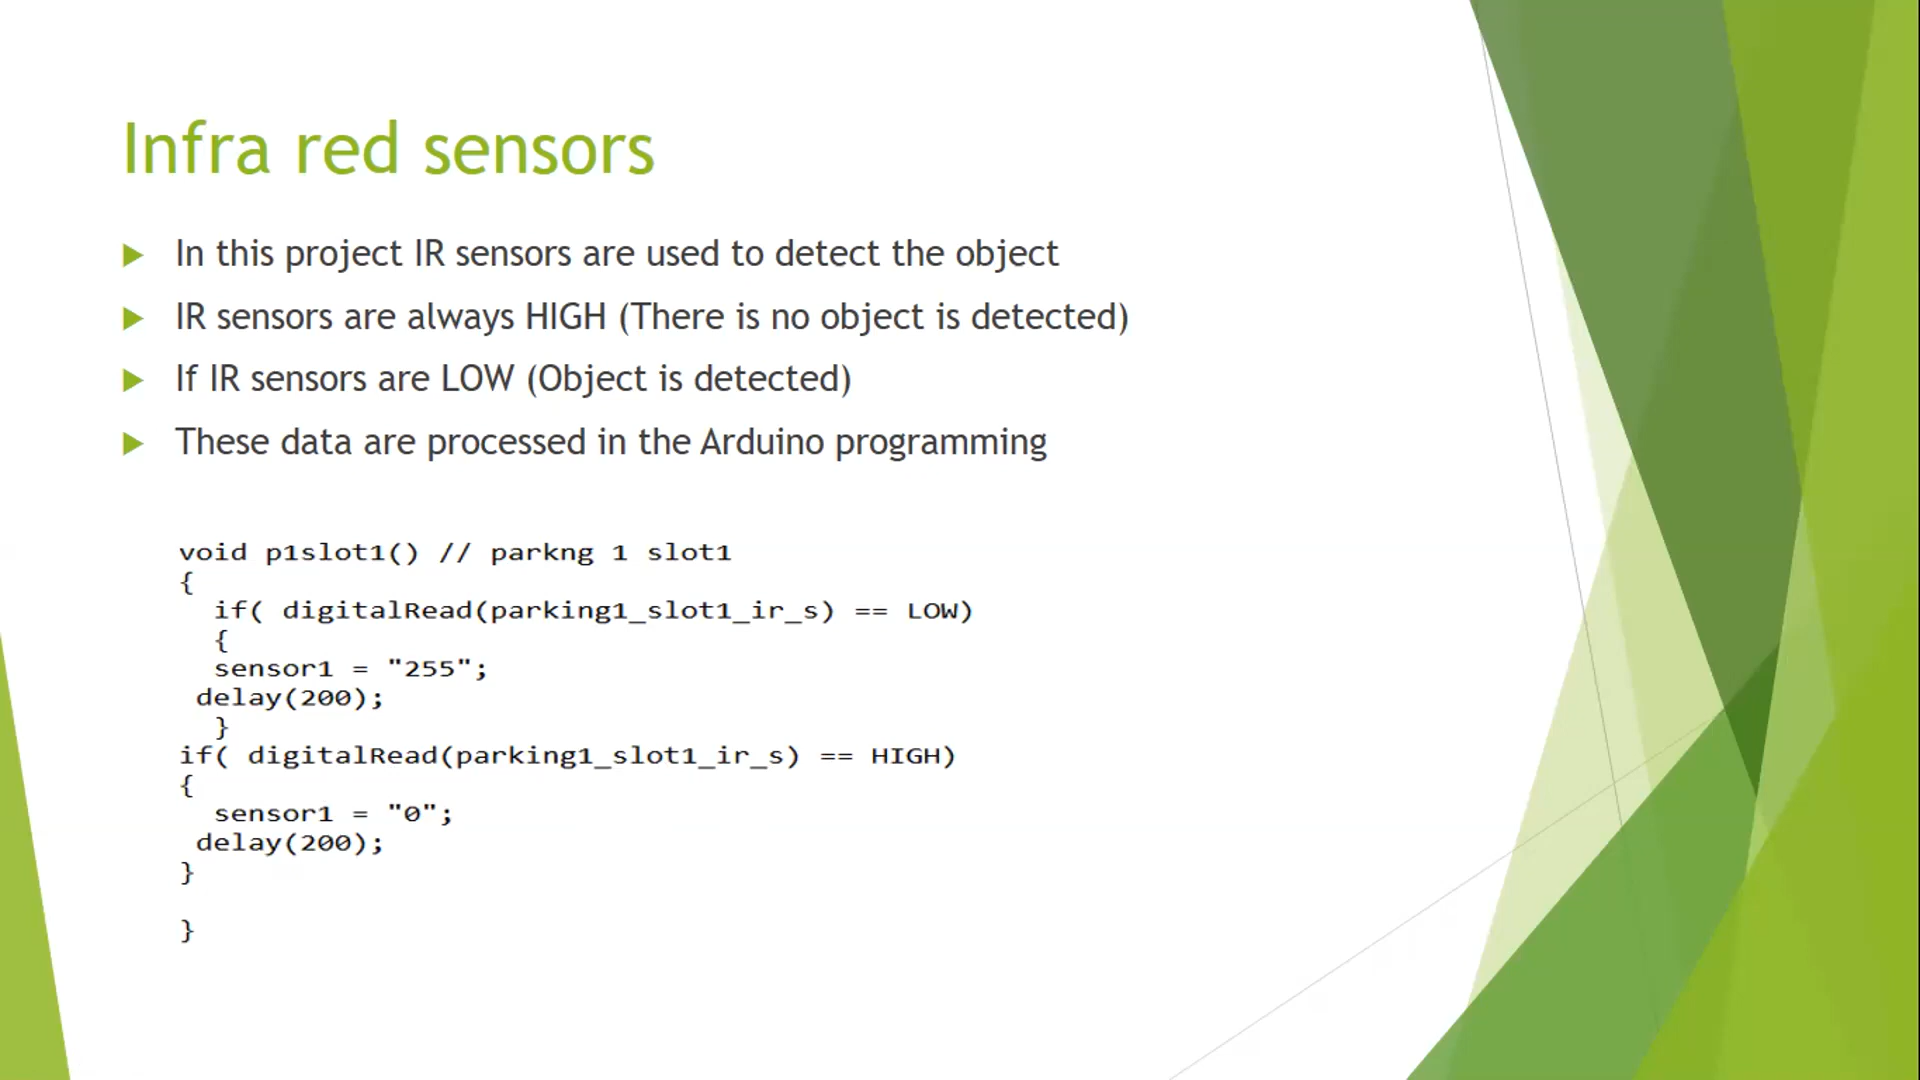 Infra red sensors
In this project IR sensors are used to detect the object
IR sensors are always HIGH (There is no object is detected)
If IR sensors are LOW (Object is detected)
These data are processed in the Arduino programming
void p1slot1() // parkng 1 slot1
{
if( digitalRead(parking1_slot1_ir_s) == LOW)
{
sensor1 = "255";
delay(200);
}
if( digitalRead(parking1_slot1_ir_s) == HIGH)
{
sensor1 = "0";
delay(200);
}
}